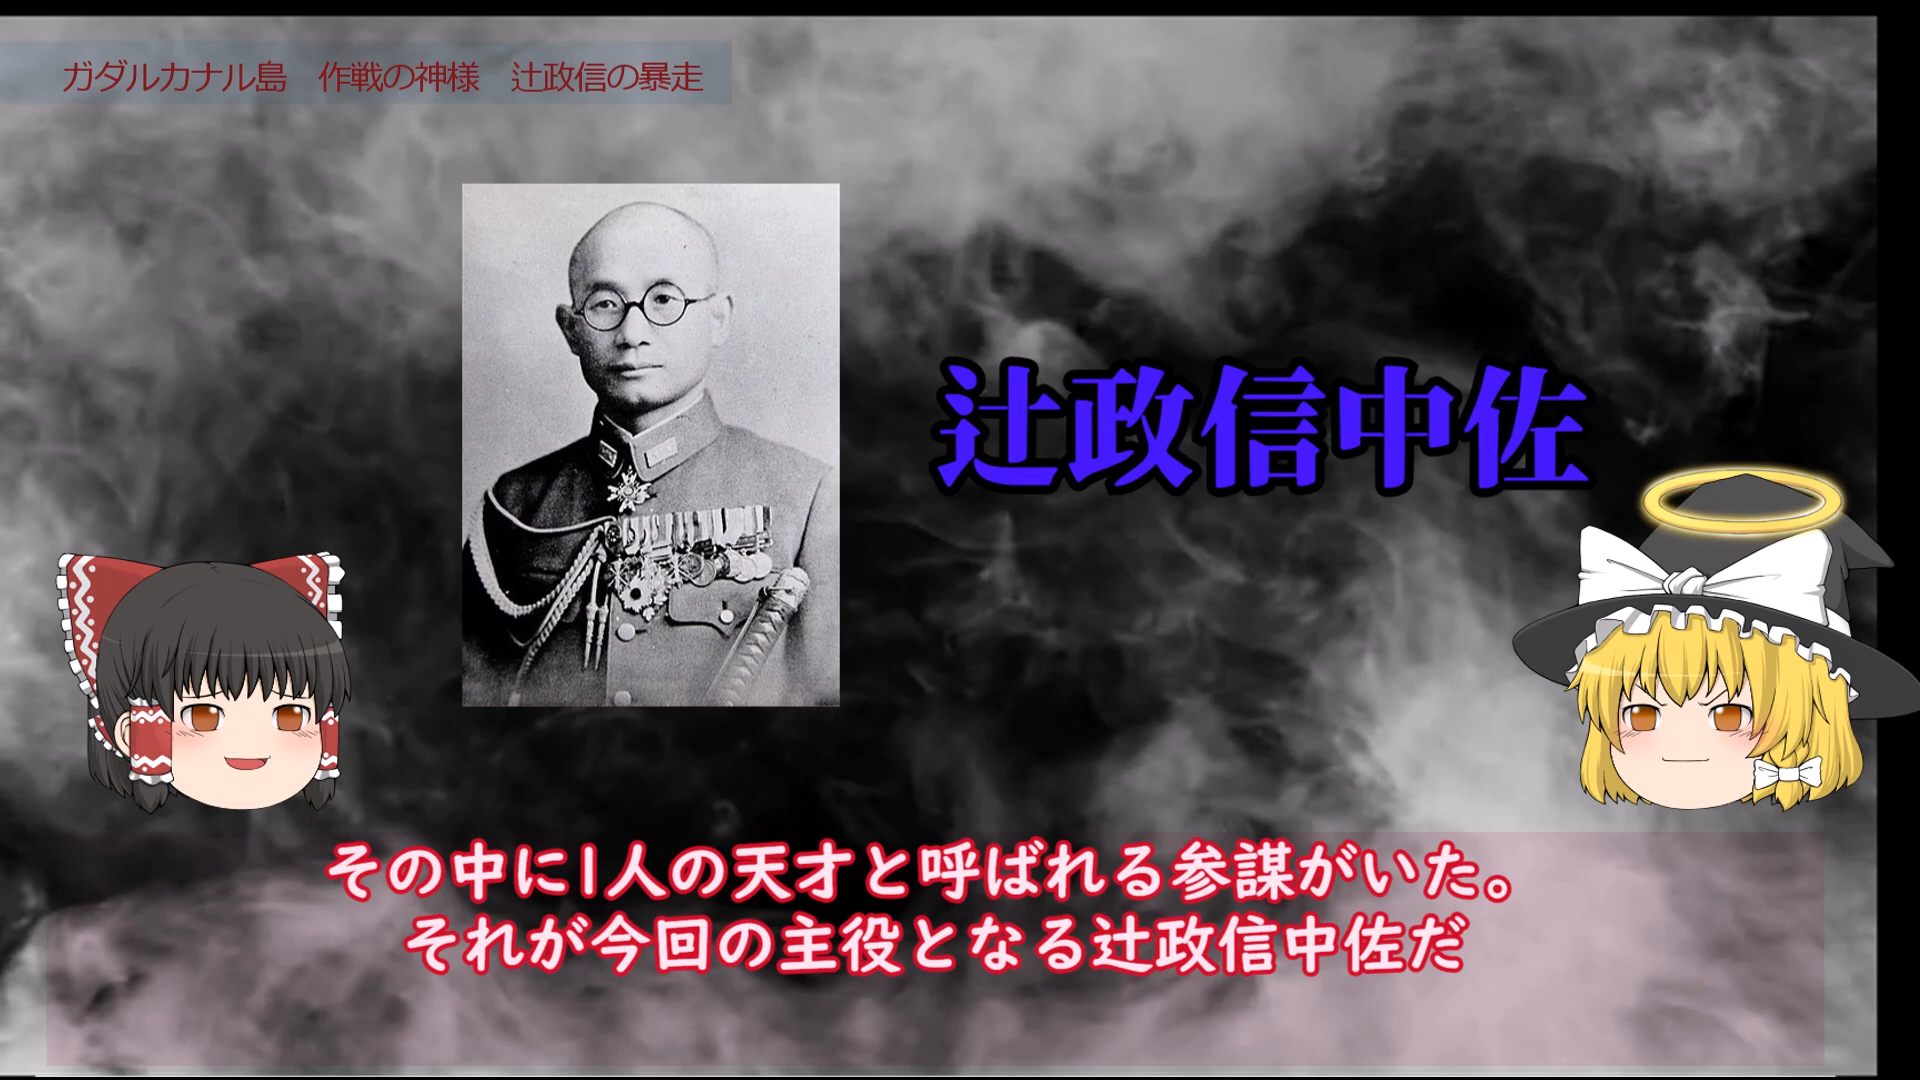 ガダルカナル島　作戦の神様　辻政信の暴走
辻政信中佐
その中に1人の天才と呼ばれる参謀がいた。
それが今回の主役となる辻政信中佐だ